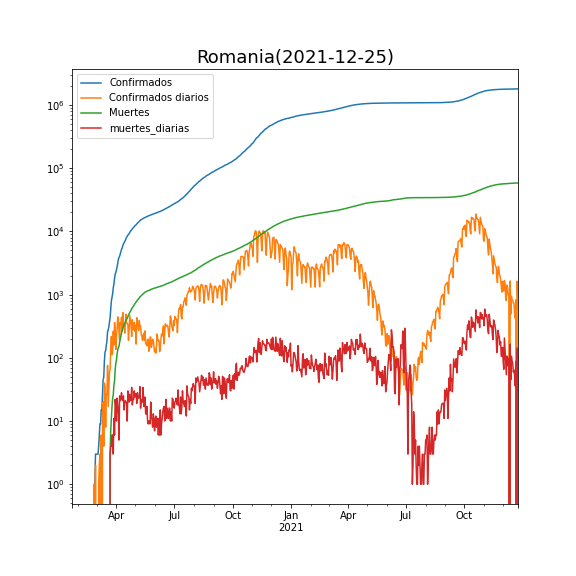 Romania(2021-12-25)
Confirmados
Confirmados diarios
Muertes
muertes_diarias
10⁶
10⁵
10⁴
10³
10²
10¹
10⁰
Apr Jul Oct Jan Apr Jul Oct
2021